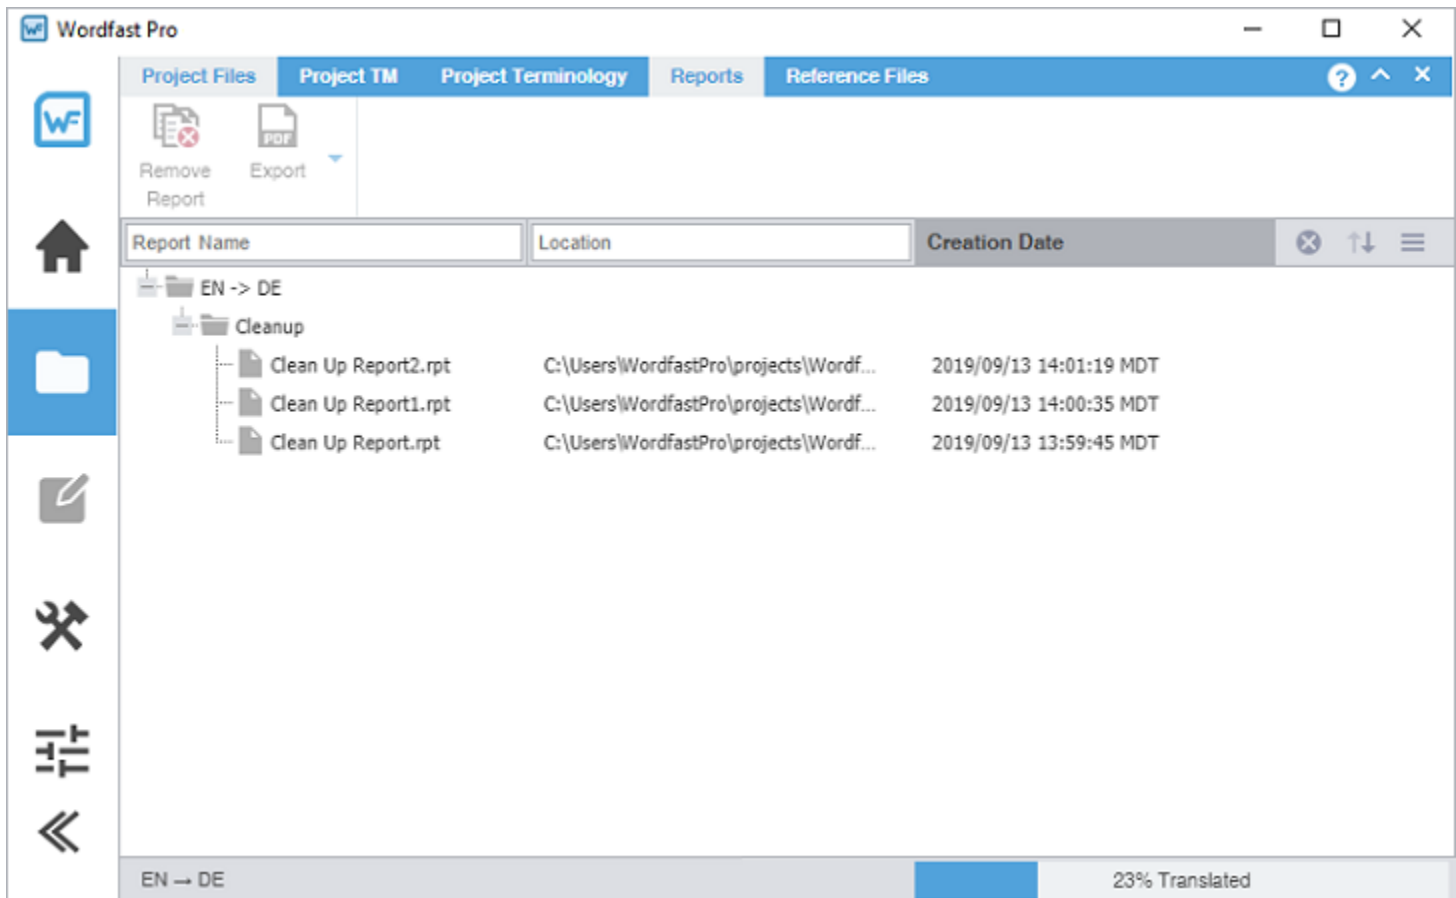 Wordfast Pro
Project Files Project TM Project Terminology Reports Reference Files
WF
PDF
Remove Report Export
Report Name Location Creation Date
EN -> DE
Cleanup
Clean Up Report2.rpt C:\Users\WordfastPro\projects\Wordf... 2019/09/13 14:01:19 MDT
Clean Up Report1.rpt C:\Users\WordfastPro\projects\Wordf... 2019/09/13 14:00:35 MDT
Clean Up Report.rpt C:\Users\WordfastPro\projects\Wordf... 2019/09/13 13:59:45 MDT
EN → DE 23% Translated